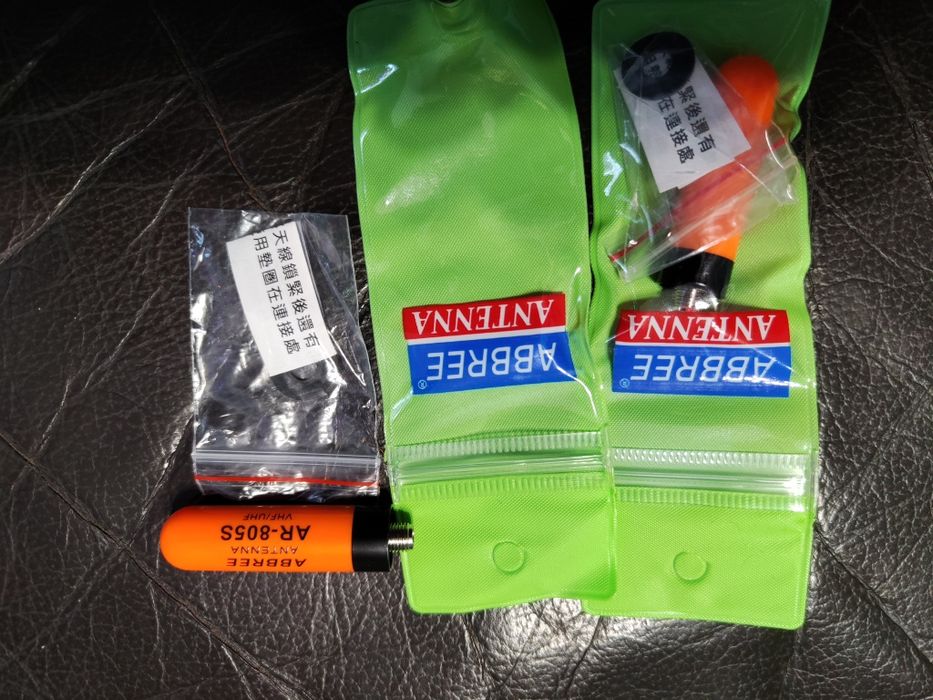 天線鎖緊後還有
用墊圈在連接處
緊後還有
在連接處
ABBREE®
ANTENNA
ABBREE®
ANTENNA
ABBREE
ANTENNA
AR-805S
VHF/UHF